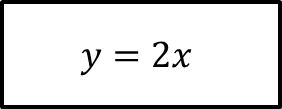 y = 2x